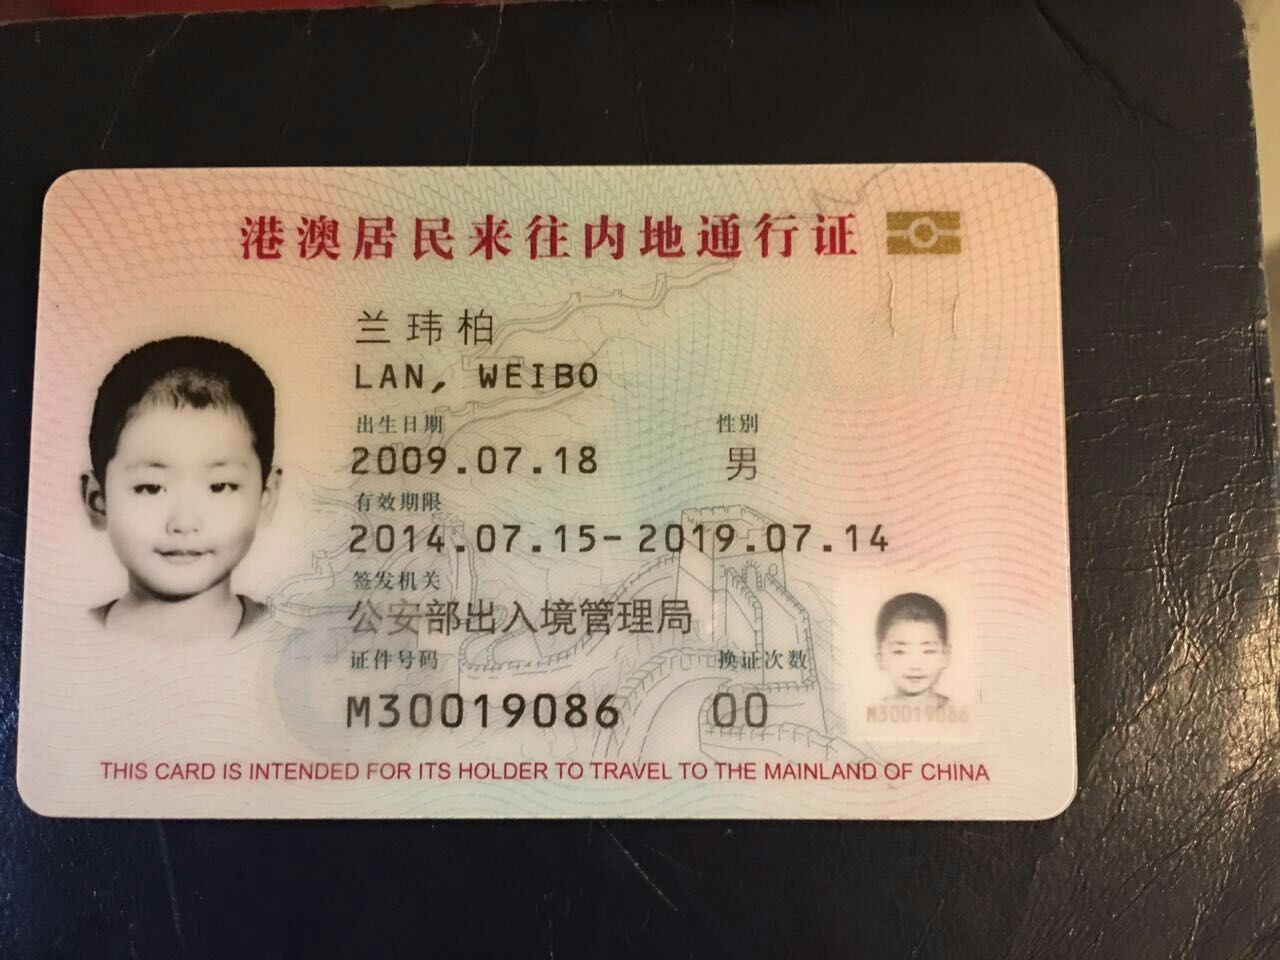 港澳居民来往内地通行证
兰玮柏
LAN, WEIBO
出生日期 性别
2009.07.18 男
有效期限
2014.07.15-2019.07.14
签发机关
公安部出入境管理局
证件号码 换证次数
M30019086 00
M30019086
THIS CARD IS INTENDED FOR ITS HOLDER TO TRAVEL TO THE MAINLAND OF CHINA